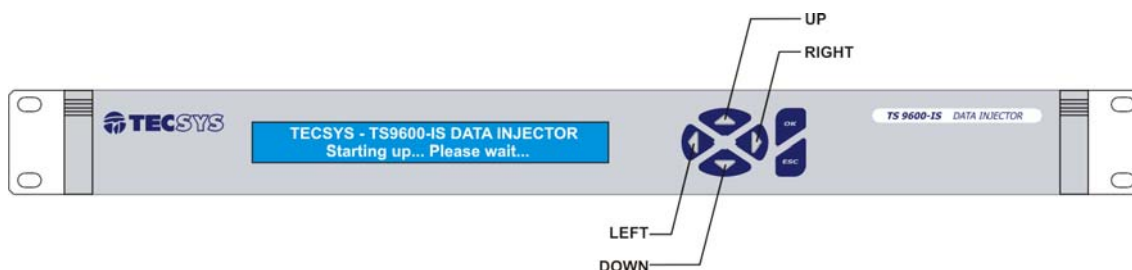 UP
RIGHT
TECSYS
TECSYS - TS9600-IS DATA INJECTOR
Starting up... Please wait...
OK
ESC
TS 9600-IS DATA INJECTOR
LEFT
DOWN